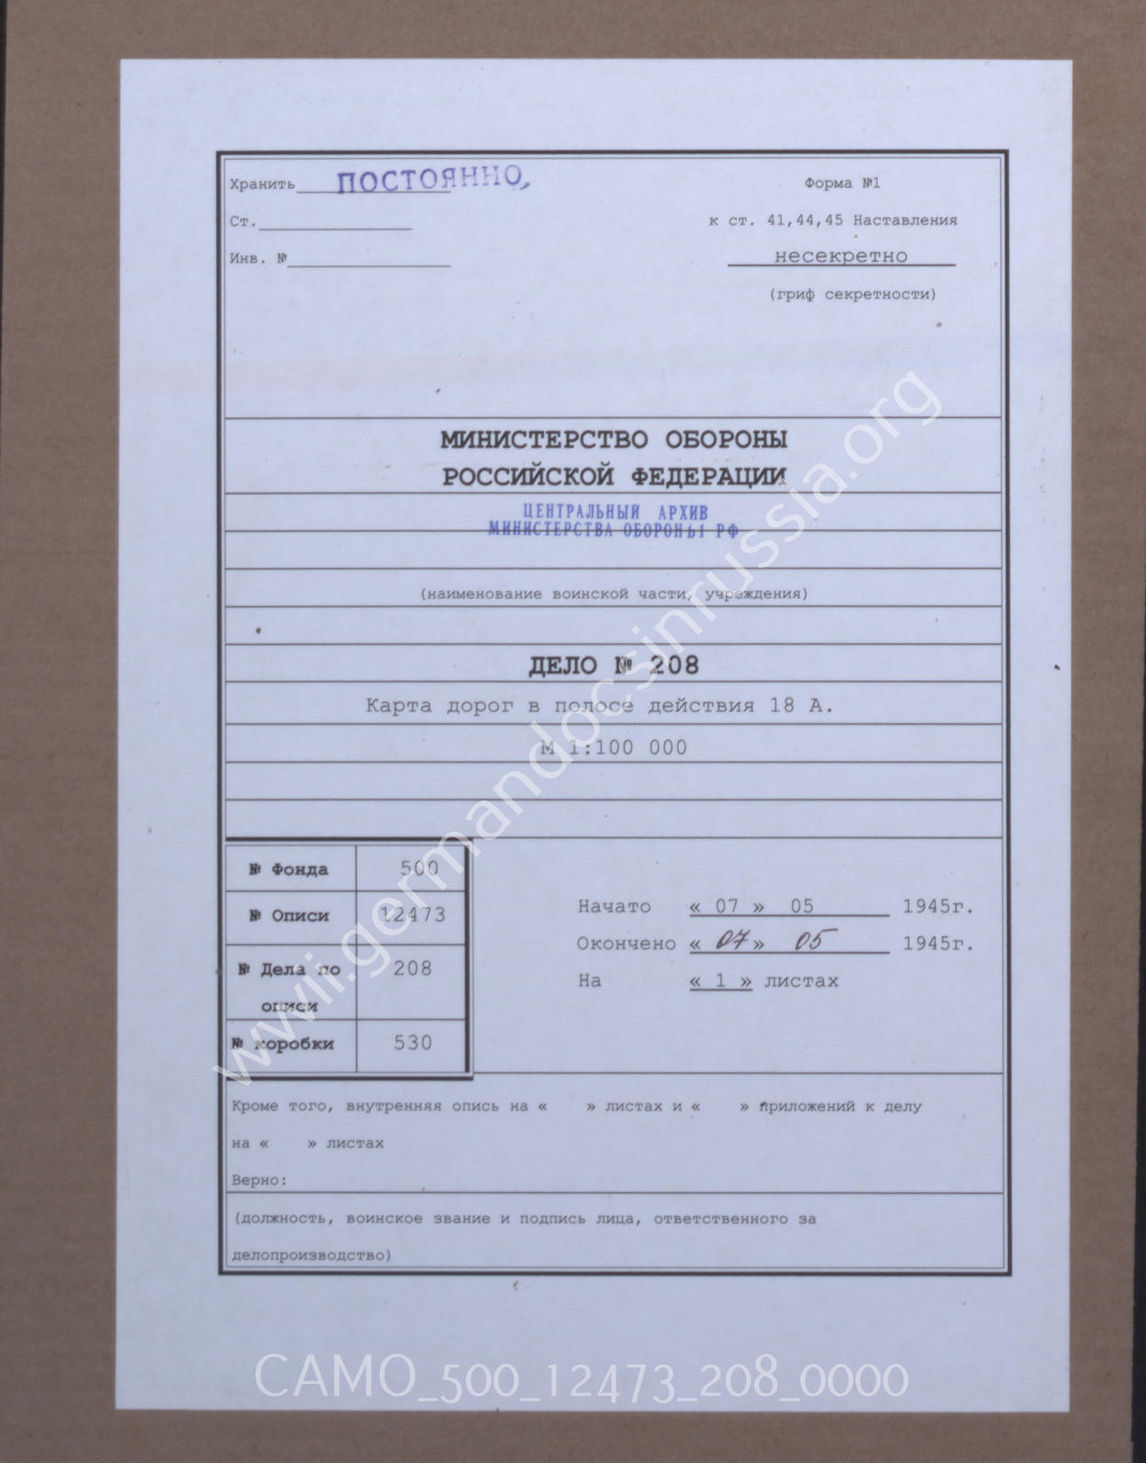 Хранить ПОСТОЯННО,
Форма №1
Ст.
к ст. 41,44,45 Наставления
Инв. №
несекретно
(гриф секретности)
МИНИСТЕРСТВО ОБОРОНЫ
РОССИЙСКОЙ ФЕДЕРАЦИИ
ЦЕНТРАЛЬНЫЙ АРХИВ
МИНИСТЕРСТВА ОБОРОНЫ РФ
(наименование воинской части, учреждения)
ДЕЛО № 208
Карта дорог в полосе действия 18 А.
М 1:100 000
№ Фонда 500
№ Описи 12473
№ Дела по 208
описи
№ коробки 530
Начато « 07 » 05 1945г.
Окончено « 07» 05 1945г.
На « 1 » листах
Кроме того, внутренняя опись на « » листах и « » приложений к делу
на « » листах
Верно:
(должность, воинское звание и подпись лица, ответственного за
делопроизводство)
wwii.germandocsinrussia.org
CAMO_500_12473_208_0000